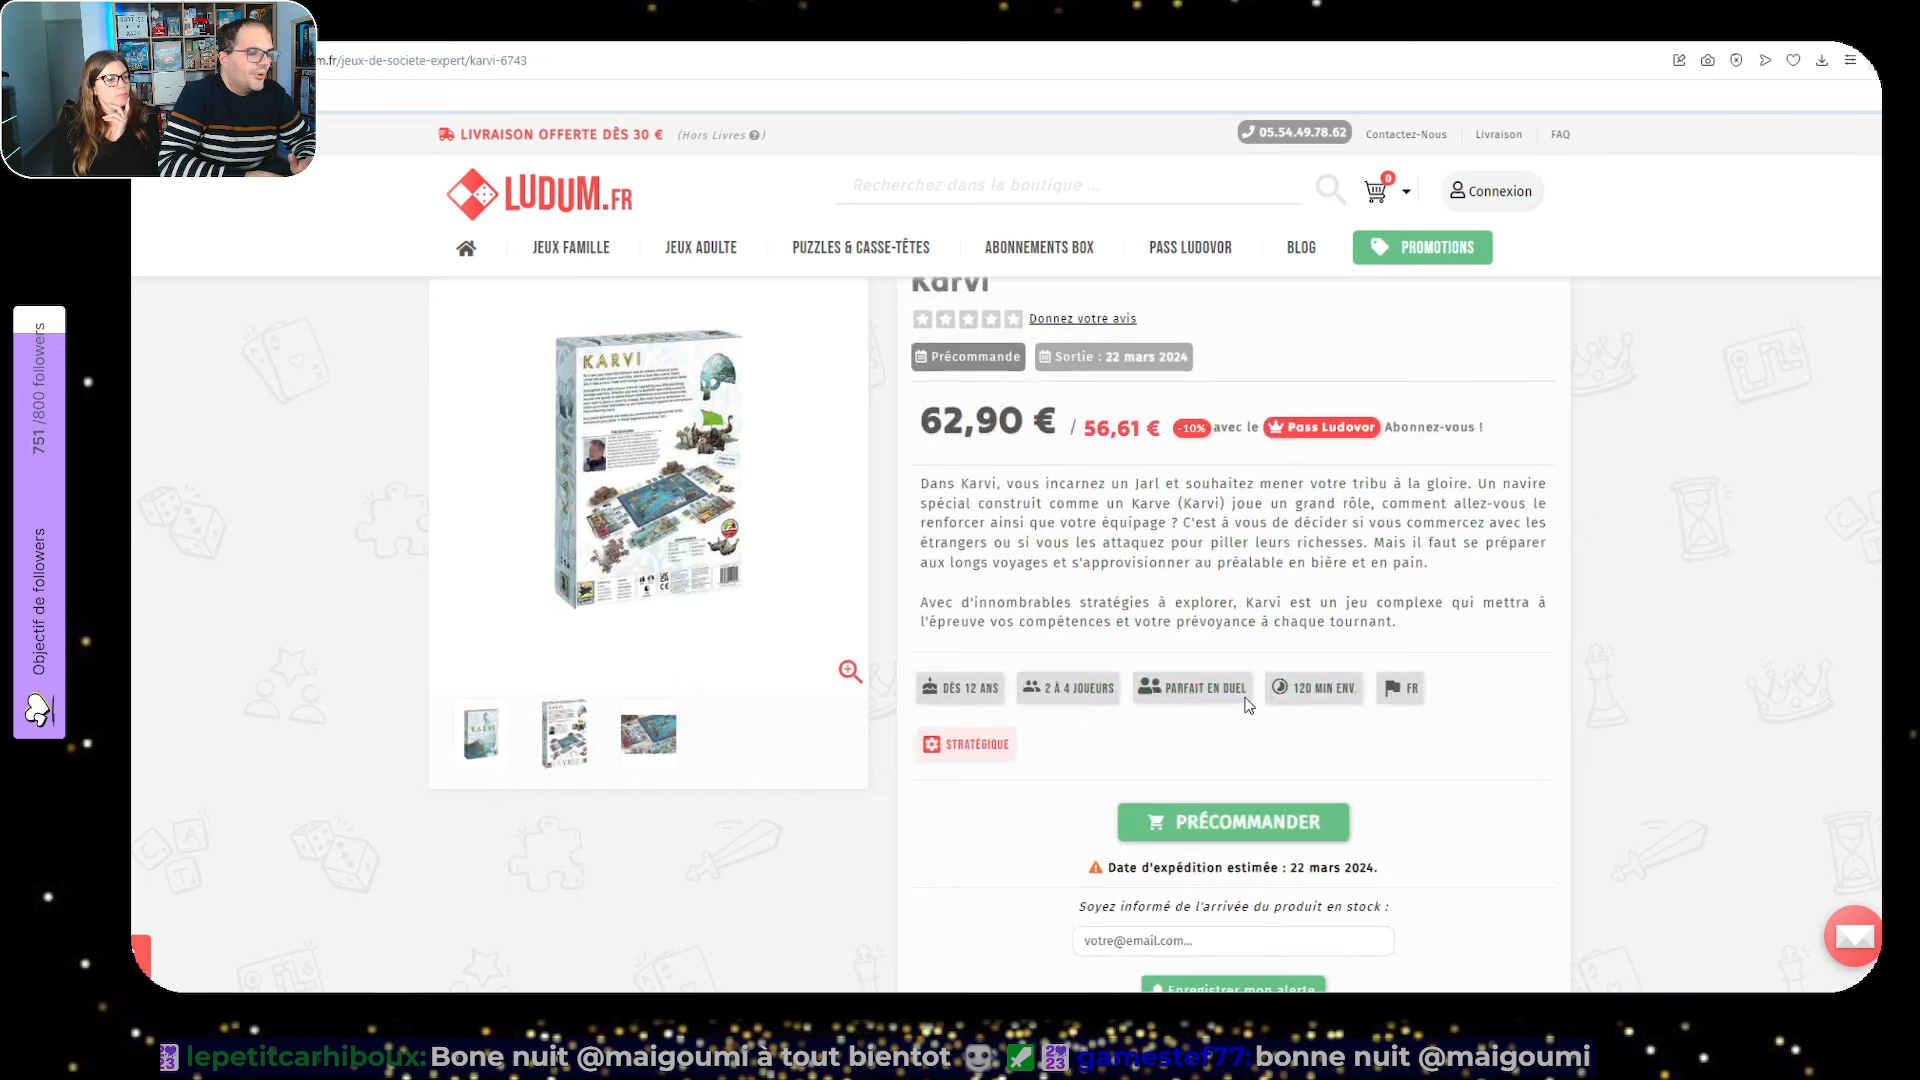 m.fr/jeux-de-societe-expert/karvi-6743
LIVRAISON OFFERTE DÈS 30 € (Hors Livres ?)
05.54.49.78.62 Contactez-Nous Livraison FAQ
LUDUM.FR
Recherchez dans la boutique ...
0
Connexion
JEUX FAMILLE JEUX ADULTE PUZZLES & CASSE-TÊTES ABONNEMENTS BOX PASS LUDOVOR BLOG PROMOTIONS
Karvi
Donnez votre avis
Précommande Sortie : 22 mars 2024
62,90 € / 56,61 € -10% avec le Pass Ludovor Abonnez-vous !
Dans Karvi, vous incarnez un Jarl et souhaitez mener votre tribu à la gloire. Un navire
spécial construit comme un Karve (Karvi) joue un grand rôle, comment allez-vous le
renforcer ainsi que votre équipage ? C'est à vous de décider si vous commercez avec les
étrangers ou si vous les attaquez pour piller leurs richesses. Mais il faut se préparer
aux longs voyages et s'approvisionner au préalable en bière et en pain.
Avec d'innombrables stratégies à explorer, Karvi est un jeu complexe qui mettra à
l'épreuve vos compétences et votre prévoyance à chaque tournant.
DÈS 12 ANS 2 À 4 JOUEURS PARFAIT EN DUEL 120 MIN ENV. FR
STRATÉGIQUE
PRÉCOMMANDER
Date d'expédition estimée : 22 mars 2024.
Soyez informé de l'arrivée du produit en stock :
votre@email.com...
Enregistrer mon alerte
KARVI
KARVI
KARVI
Objectif de followers 751 /800 followers
lepetitcarhiboux: Bone nuit @maigoumi à tout bientot gamestef77: bonne nuit @maigoumi